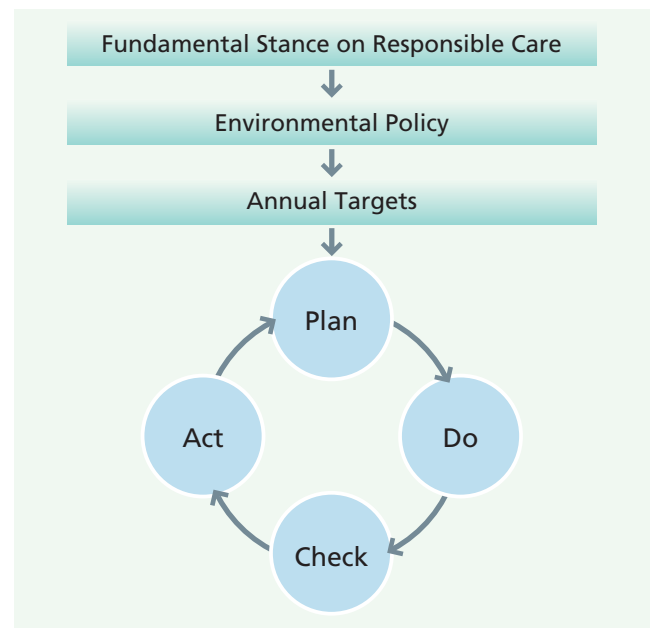 Fundamental Stance on Responsible Care
Environmental Policy
Annual Targets
Plan
Act
Do
Check